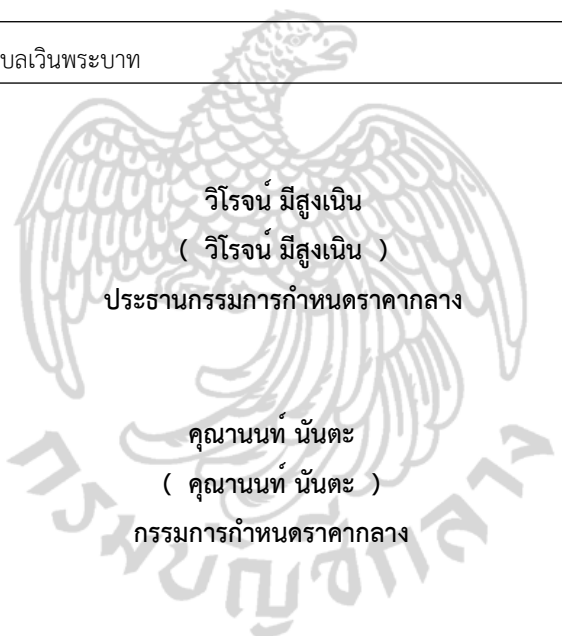 บลเวินพระบาท
วิโรจน์ มีสูงเนิน
( วิโรจน์ มีสูงเนิน )
ประธานกรรมการกำหนดราคากลาง
คุณานนท์ นันตะ
( คุณานนท์ นันตะ )
กรรมการกำหนดราคากลาง
กรมบัญชีกลาง